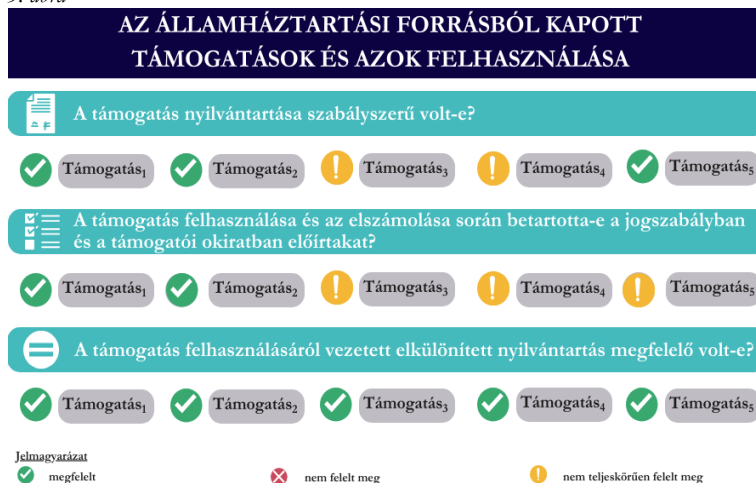 AZ ÁLLAMHÁZTARTÁSI FORRÁSBÓL KAPOTT
TÁMOGATÁSOK ÉS AZOK FELHASZNÁLÁSA
A támogatás nyilvántartása szabályszerű volt-e?
Támogatás₁ Támogatás₂ Támogatás₃ Támogatás₄ Támogatás₅
A támogatás felhasználása és az elszámolása során betartotta-e a jogszabályban
és a támogatói okiratban előírtakat?
Támogatás₁ Támogatás₂ Támogatás₃ Támogatás₄ Támogatás₅
A támogatás felhasználásáról vezetett elkülönített nyilvántartás megfelelő volt-e?
Támogatás₁ Támogatás₂ Támogatás₃ Támogatás₄ Támogatás₅
Jelmagyarázat
megfelelt nem felelt meg nem teljeskörűen felelt meg